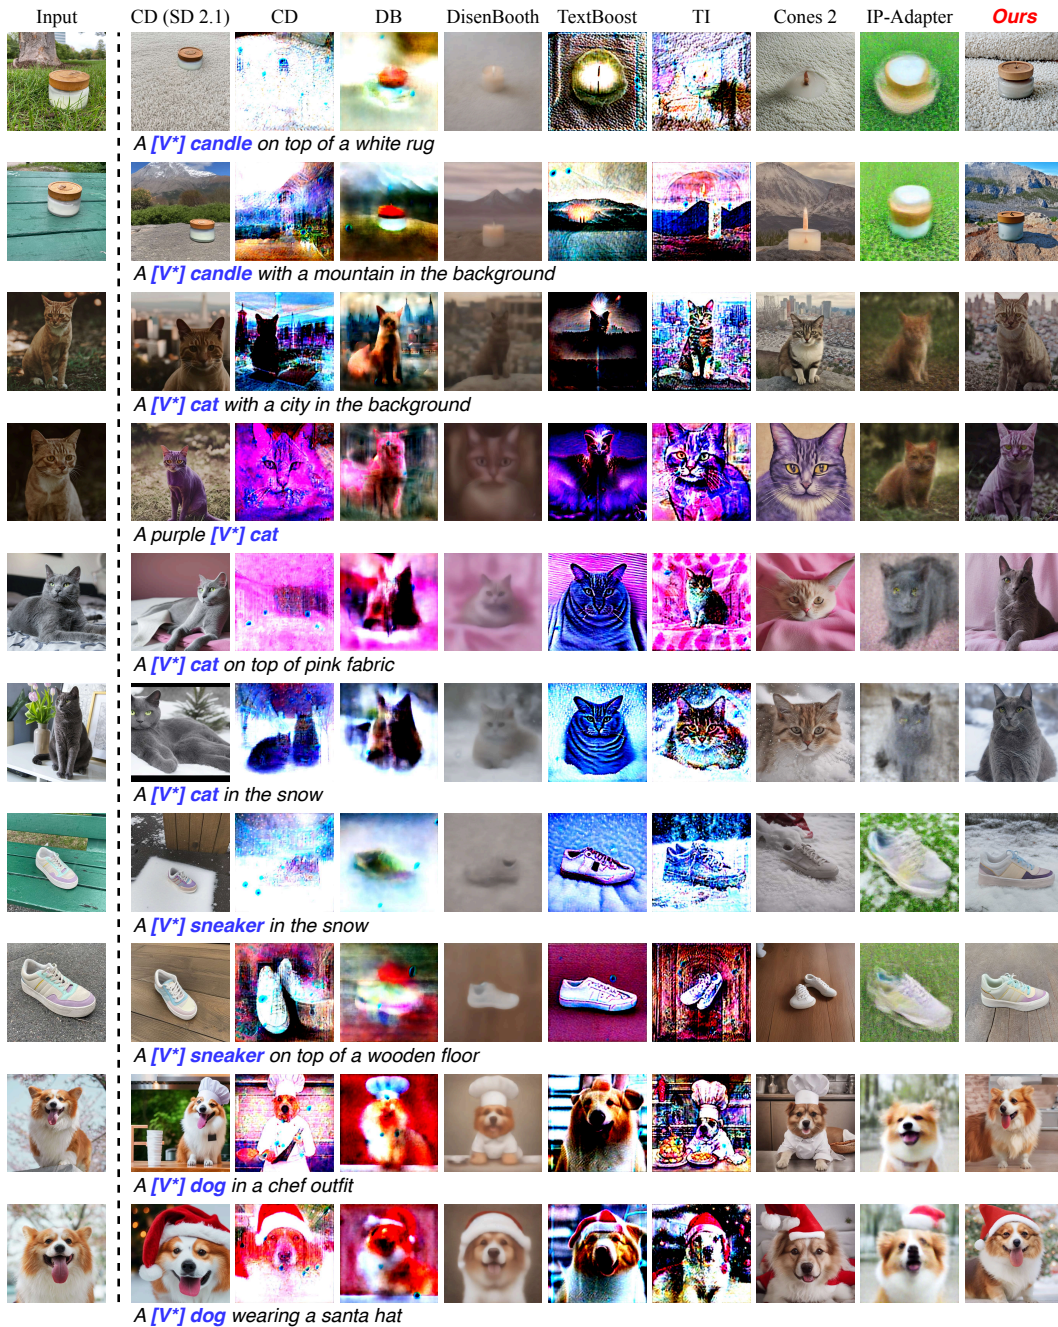 Input CD (SD 2.1) CD DB DisenBooth TextBoost TI Cones 2 IP-Adapter Ours
A [V*] candle on top of a white rug
A [V*] candle with a mountain in the background
A [V*] cat with a city in the background
A purple [V*] cat
A [V*] cat on top of pink fabric
A [V*] cat in the snow
A [V*] sneaker in the snow
A [V*] sneaker on top of a wooden floor
A [V*] dog in a chef outfit
A [V*] dog wearing a santa hat